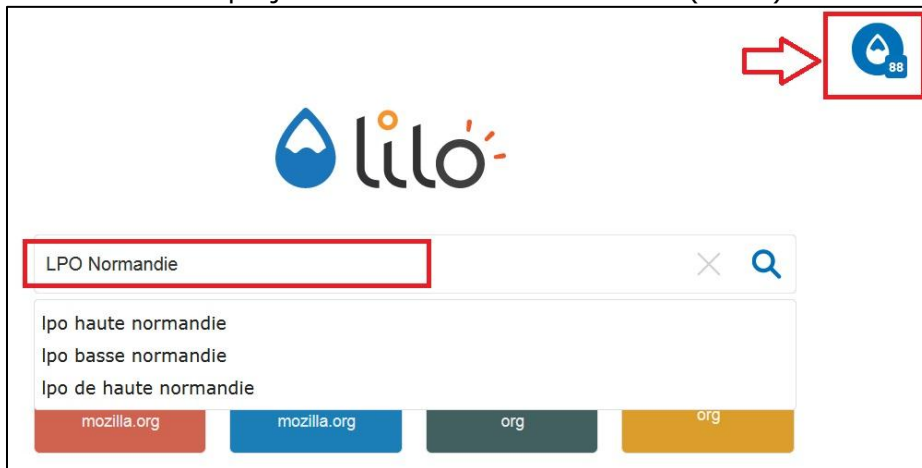 88
lilo
LPO Normandie
lpo haute normandie
lpo basse normandie
lpo de haute normandie
mozilla.org
mozilla.org
org
org